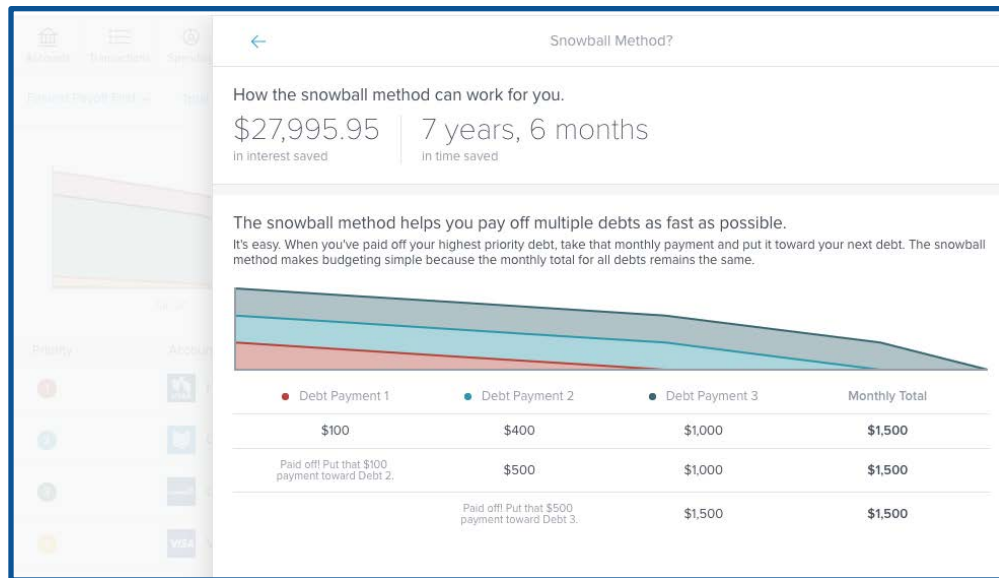 Snowball Method?
Accounts Transactions Spending
Fastest Payoff First
How the snowball method can work for you.
$27,995.95 7 years, 6 months
in interest saved in time saved
The snowball method helps you pay off multiple debts as fast as possible.
It's easy. When you've paid off your highest priority debt, take that monthly payment and put it toward your next debt. The snowball
method makes budgeting simple because the monthly total for all debts remains the same.
Priority Account
Debt Payment 1 Debt Payment 2 Debt Payment 3 Monthly Total
$100 $400 $1,000 $1,500
Paid off! Put that $100
payment toward Debt 2.
$500 $1,000 $1,500
Paid off! Put that $500
payment toward Debt 3.
$1,500 $1,500
VISA